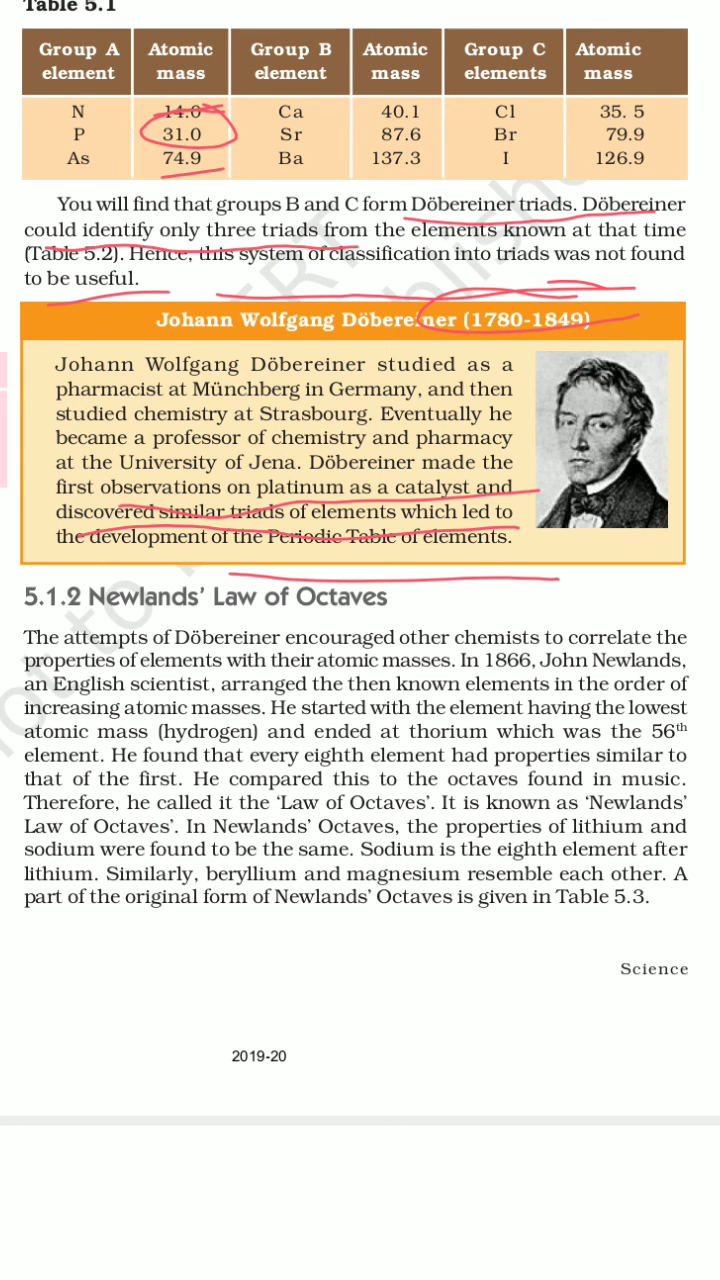 Table 5.1
Group A Atomic Group B Atomic Group C Atomic
element mass element mass elements mass
N 14.0 Ca 40.1 Cl 35. 5
P 31.0 Sr 87.6 Br 79.9
As 74.9 Ba 137.3 I 126.9
You will find that groups B and C form Döbereiner triads. Döbereiner
could identify only three triads from the elements known at that time
(Table 5.2). Hence, this system of classification into triads was not found
to be useful.
Johann Wolfgang Döbereiner (1780-1849)
Johann Wolfgang Döbereiner studied as a
pharmacist at Münchberg in Germany, and then
studied chemistry at Strasbourg. Eventually he
became a professor of chemistry and pharmacy
at the University of Jena. Döbereiner made the
first observations on platinum as a catalyst and
discovered similar triads of elements which led to
the development of the Periodic Table of elements.
5.1.2 Newlands' Law of Octaves
The attempts of Döbereiner encouraged other chemists to correlate the
properties of elements with their atomic masses. In 1866, John Newlands,
an English scientist, arranged the then known elements in the order of
increasing atomic masses. He started with the element having the lowest
atomic mass (hydrogen) and ended at thorium which was the 56th
element. He found that every eighth element had properties similar to
that of the first. He compared this to the octaves found in music.
Therefore, he called it the ‘Law of Octaves’. It is known as ‘Newlands’
Law of Octaves’. In Newlands’ Octaves, the properties of lithium and
sodium were found to be the same. Sodium is the eighth element after
lithium. Similarly, beryllium and magnesium resemble each other. A
part of the original form of Newlands’ Octaves is given in Table 5.3.
Science
2019-20